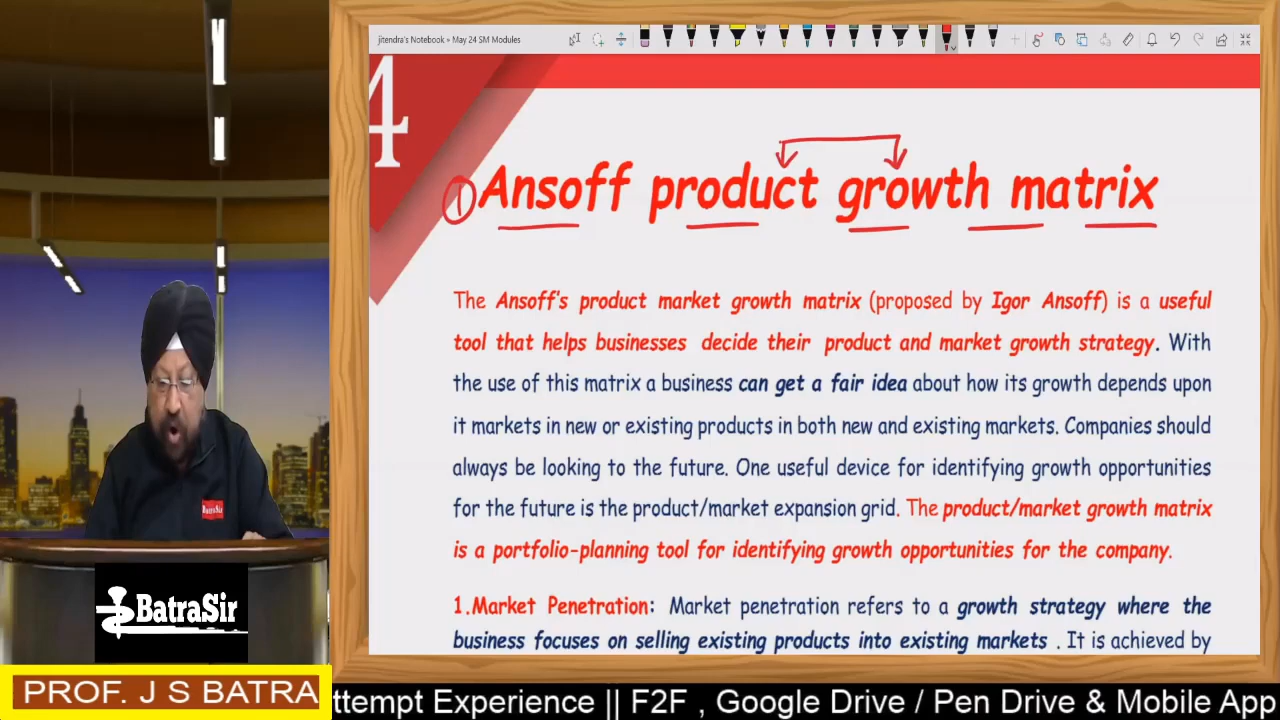 jitendra's Notebook » May 24 SM Modules
4
① Ansoff product growth matrix
The Ansoff's product market growth matrix (proposed by Igor Ansoff) is a useful
tool that helps businesses decide their product and market growth strategy. With
the use of this matrix a business can get a fair idea about how its growth depends upon
it markets in new or existing products in both new and existing markets. Companies should
always be looking to the future. One useful device for identifying growth opportunities
for the future is the product/market expansion grid. The product/market growth matrix
is a portfolio-planning tool for identifying growth opportunities for the company.
1.Market Penetration: Market penetration refers to a growth strategy where the
business focuses on selling existing products into existing markets . It is achieved by
BatraSir
BatraSir
PROF. J S BATRA
ttempt Experience || F2F , Google Drive / Pen Drive & Mobile App